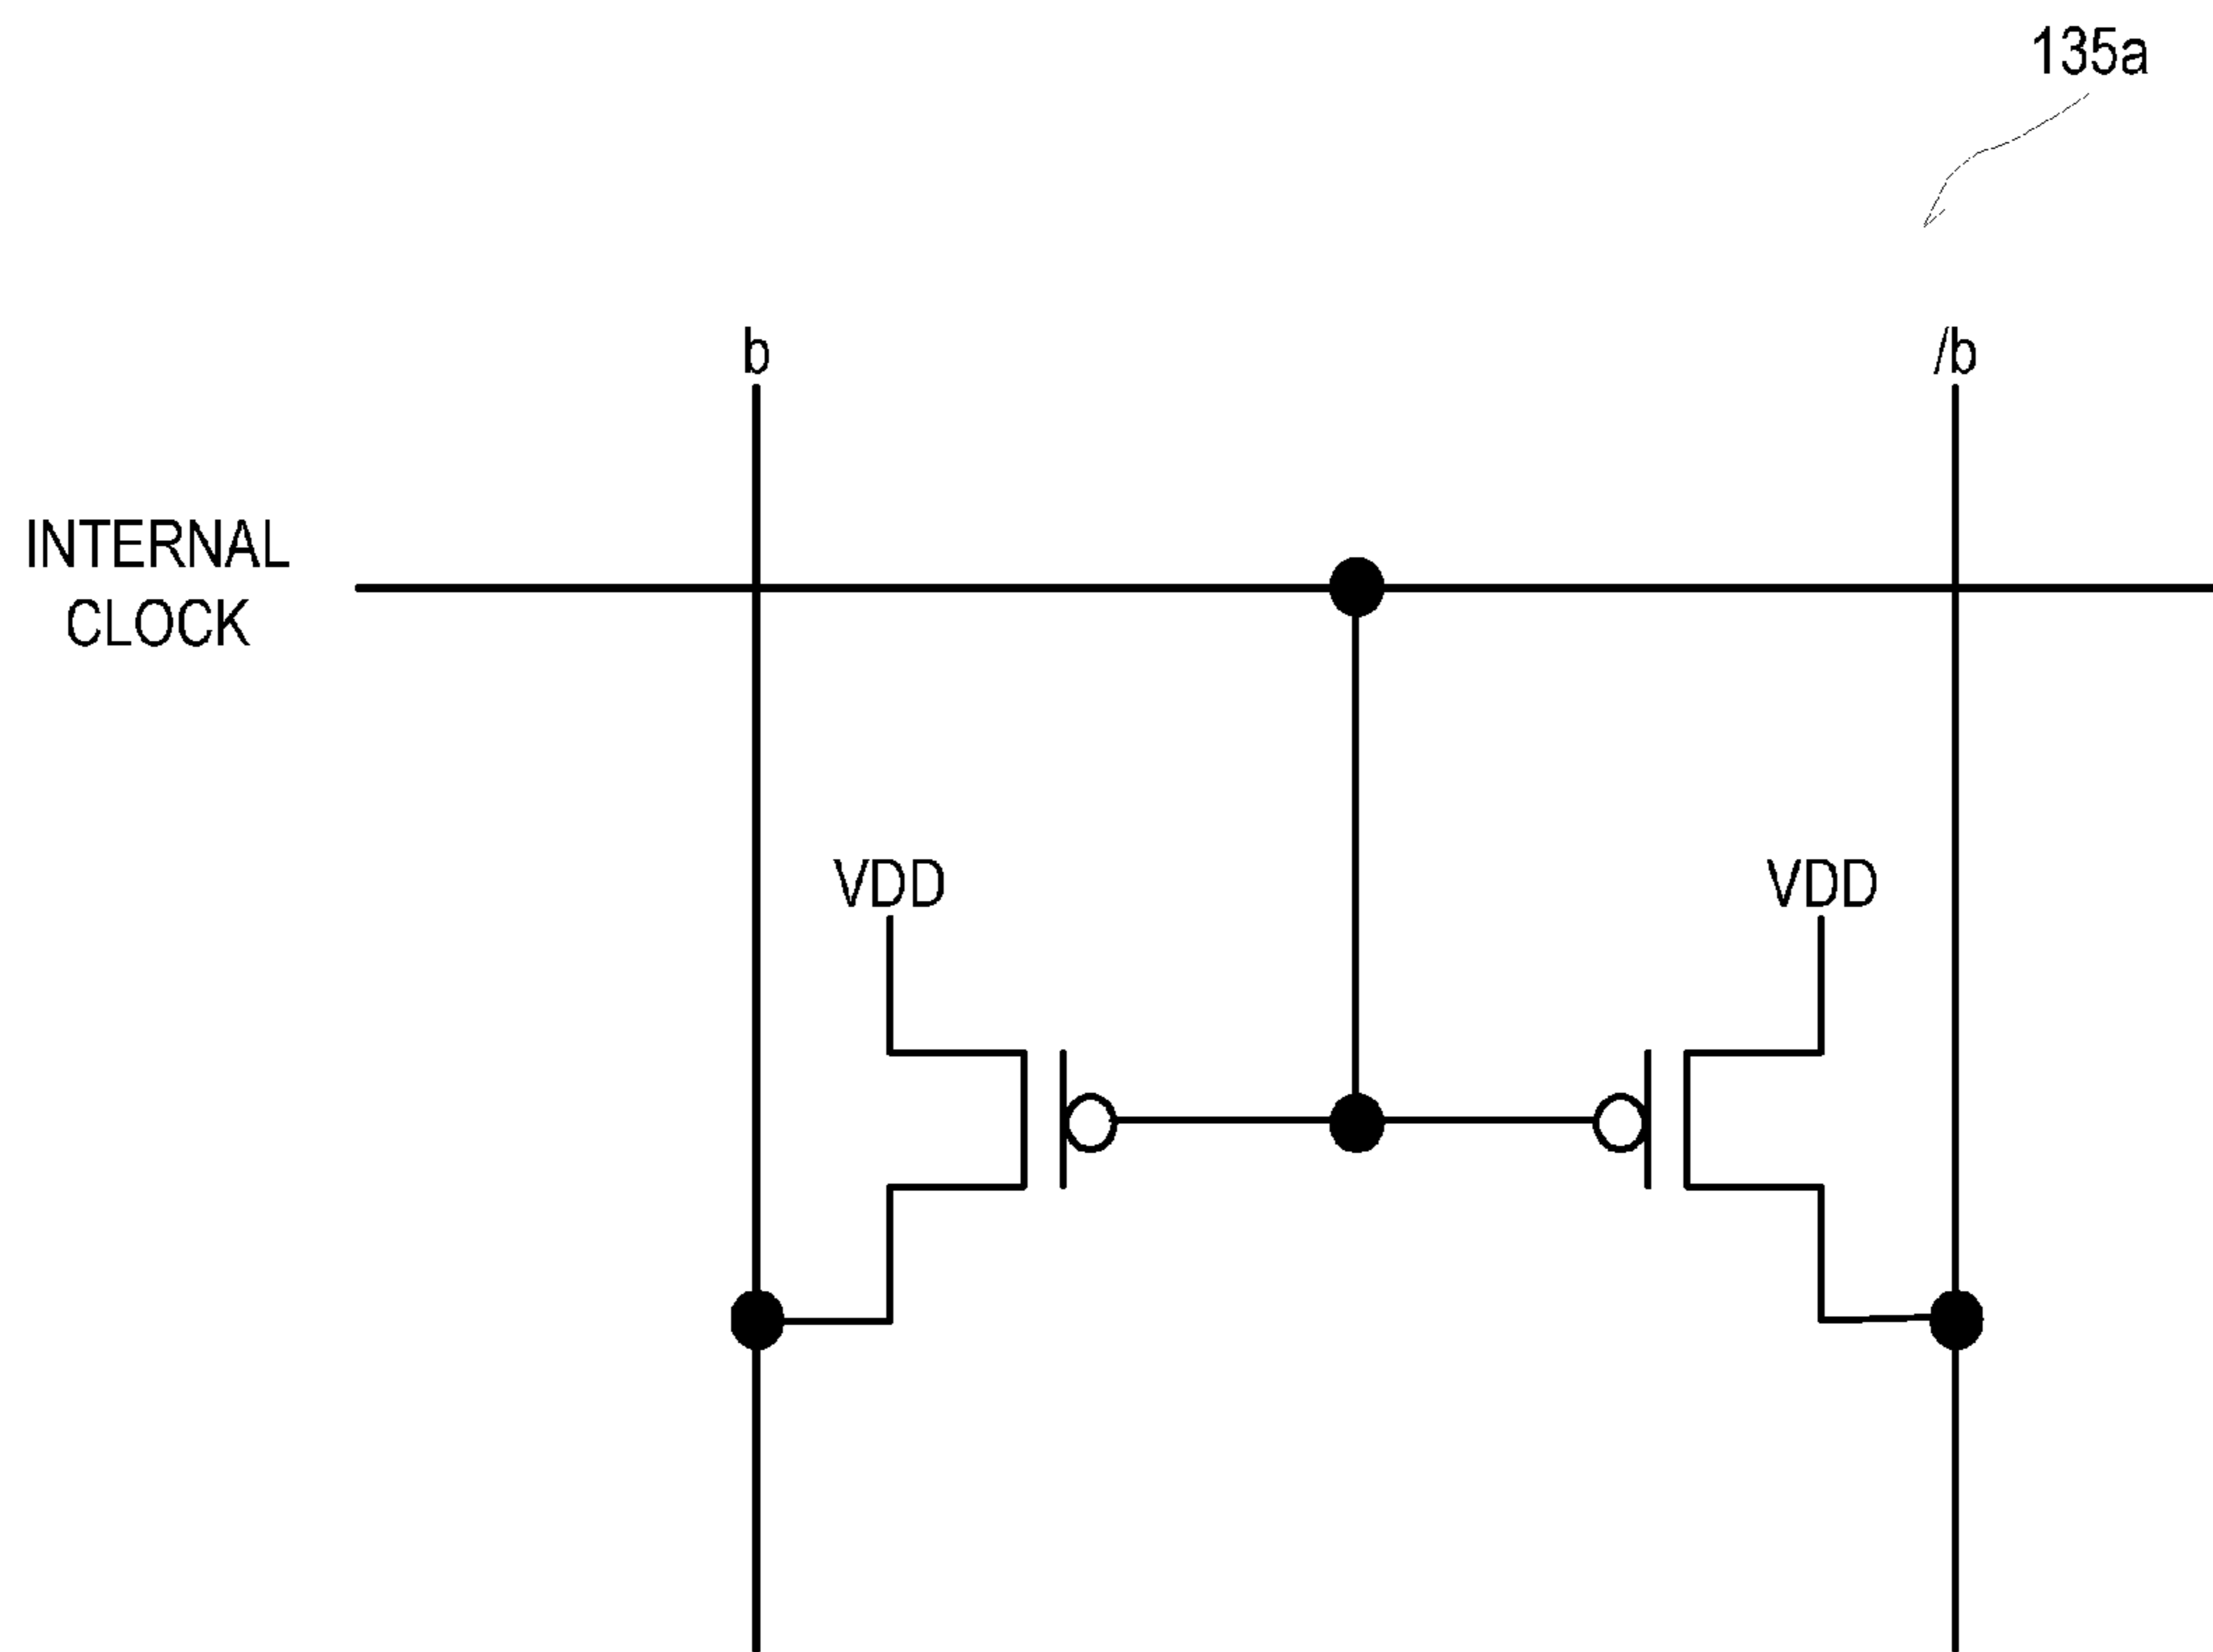 135a
b
/b
INTERNAL
CLOCK
VDD
VDD